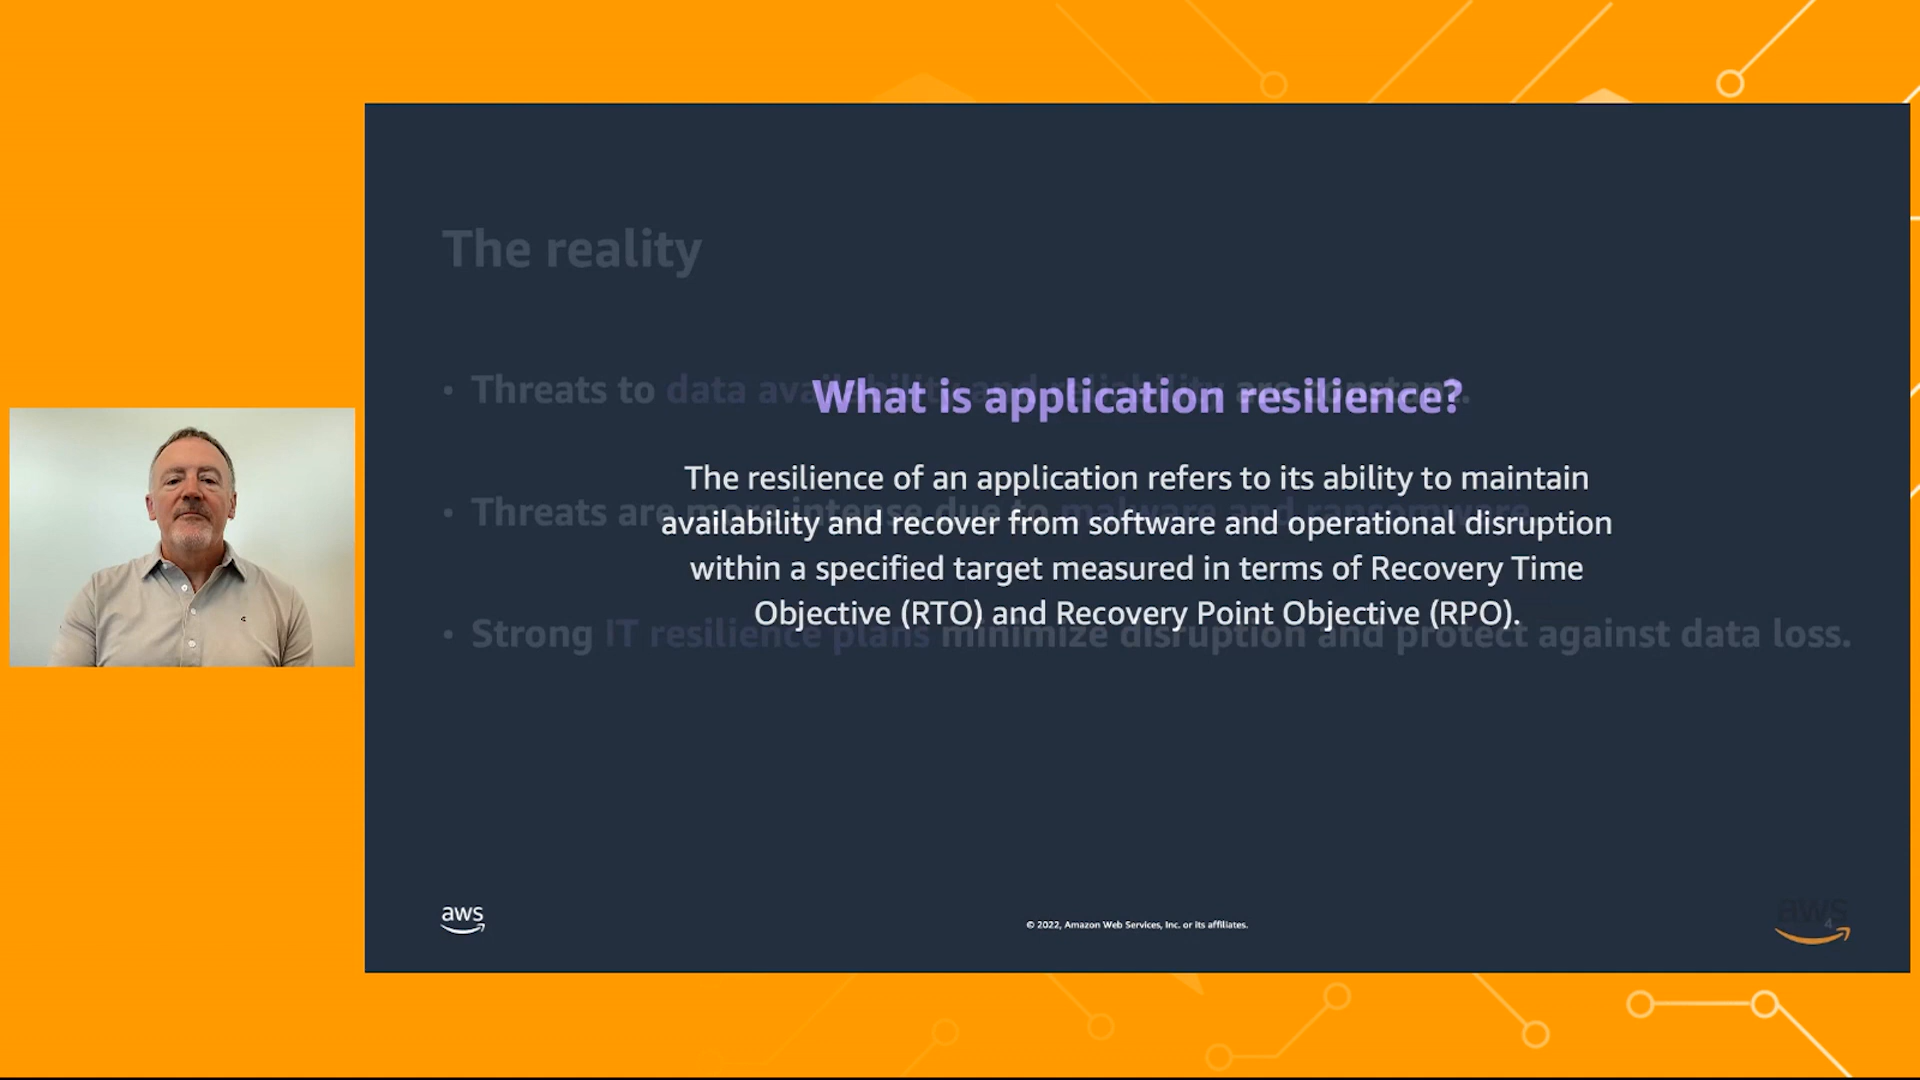 The reality
• Threats to data availability and reliability are constant.
What is application resilience?
The resilience of an application refers to its ability to maintain
• Threats are more intense due to malware and ransomware.
availability and recover from software and operational disruption
within a specified target measured in terms of Recovery Time
Objective (RTO) and Recovery Point Objective (RPO).
• Strong IT resilience plans minimize disruption and protect against data loss.
aws
© 2022, Amazon Web Services, Inc. or its affiliates.
aws
4